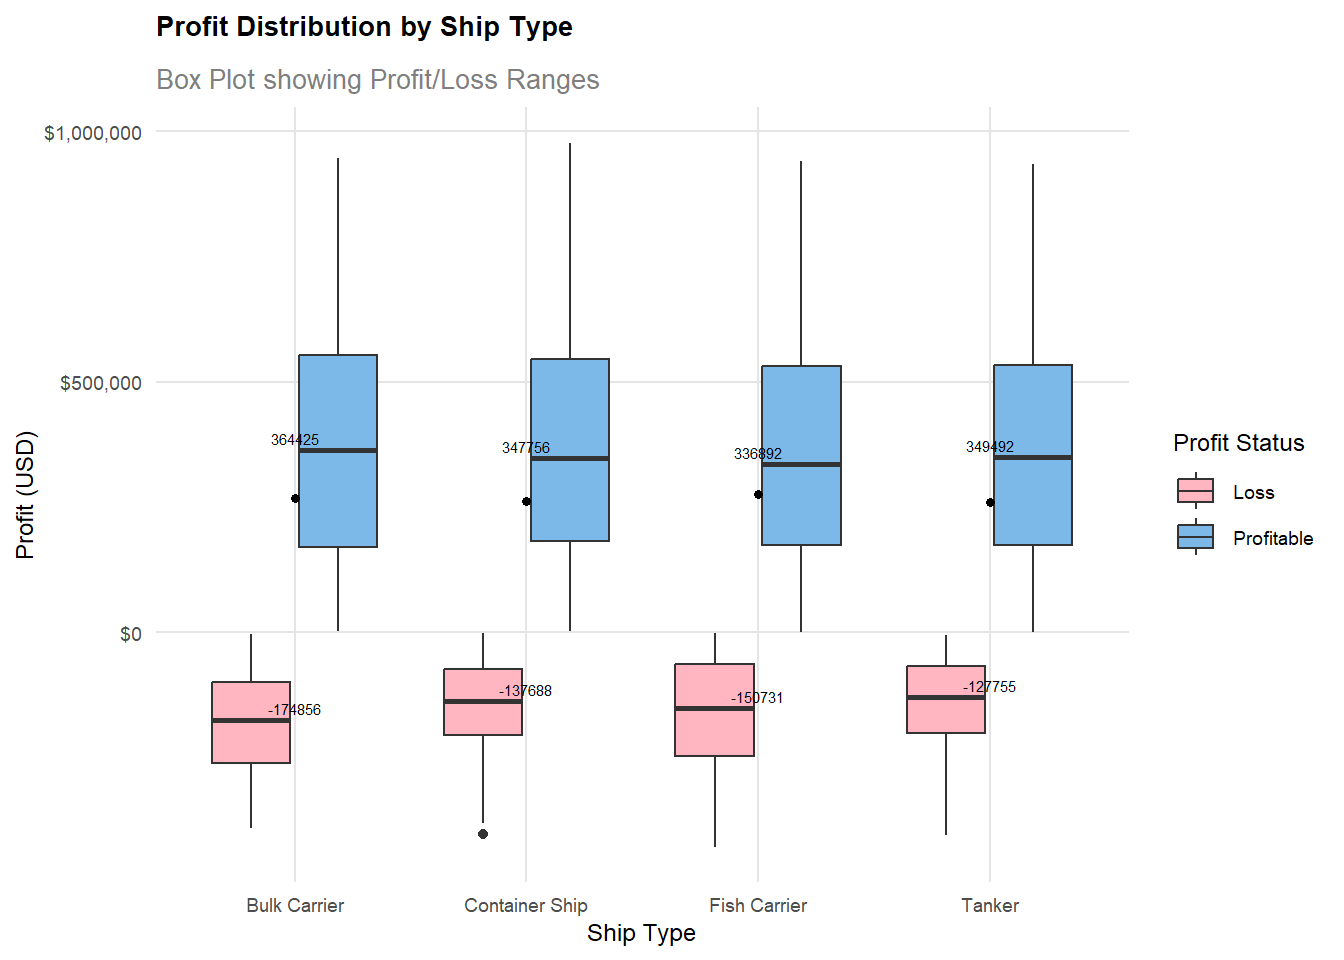 Profit Distribution by Ship Type
Box Plot showing Profit/Loss Ranges
$1,000,000
$500,000
$0
Profit (USD)
364425
347756
336892
349492
-174856
-137688
-150731
-127755
Bulk Carrier
Container Ship
Fish Carrier
Tanker
Ship Type
Profit Status
Loss
Profitable